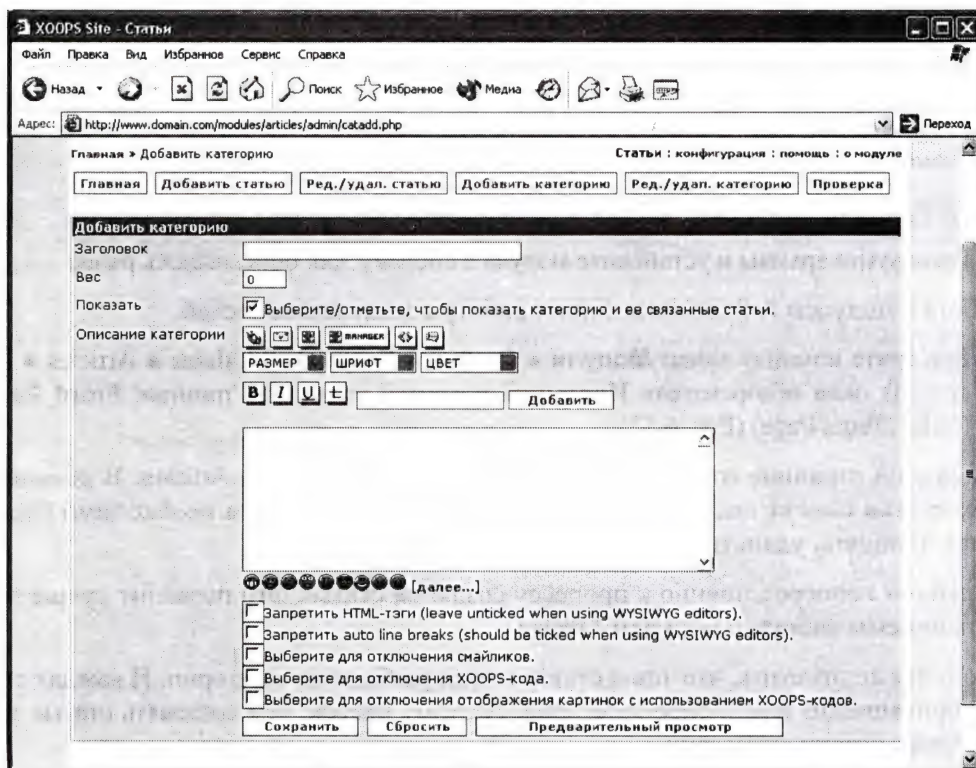 XOOPS Site - Статьи
Файл Правка Вид Избранное Сервис Справка
Назад Поиск Избранное Медиа
Адрес: http://www.domain.com/modules/articles/admin/catadd.php Переход
Главная » Добавить категорию Статьи : конфигурация : помощь : о модуле
Главная Добавить статью Ред./удал. статью Добавить категорию Ред./удал. категорию Проверка
Добавить категорию
Заголовок
Вес 0
Показать Выберите/отметьте, чтобы показать категорию и ее связанные статьи.
Описание категории MANAGER
РАЗМЕР ШРИФТ ЦВЕТ
B I U t Добавить
[далее...]
Запретить HTML-тэги (leave unticked when using WYSIWYG editors).
Запретить auto line breaks (should be ticked when using WYSIWYG editors).
Выберите для отключения смайликов.
Выберите для отключения XOOPS-кода.
Выберите для отключения отображения картинок с использованием XOOPS-кодов.
Сохранить Сбросить Предварительный просмотр